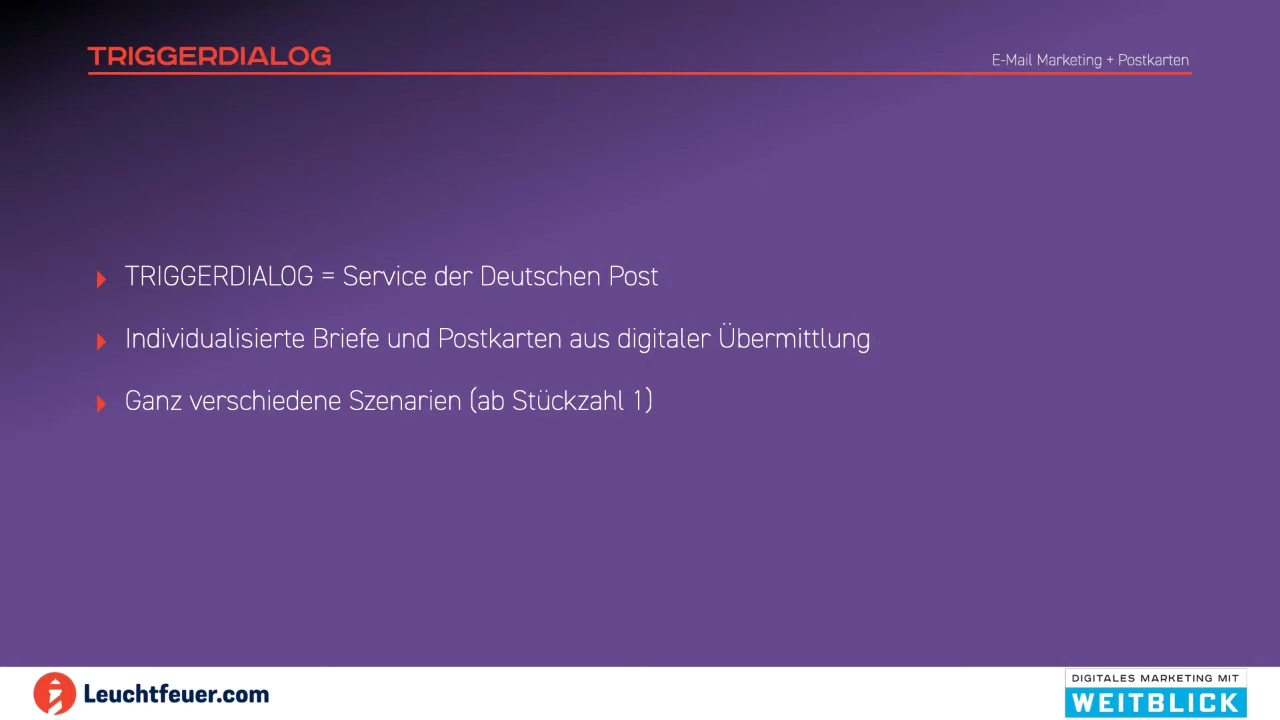 TRIGGERDIALOG
E-Mail Marketing + Postkarten
TRIGGERDIALOG = Service der Deutschen Post
Individualisierte Briefe und Postkarten aus digitaler Übermittlung
Ganz verschiedene Szenarien (ab Stückzahl 1)
Leuchtfeuer.com
DIGITALES MARKETING MIT
WEITBLICK